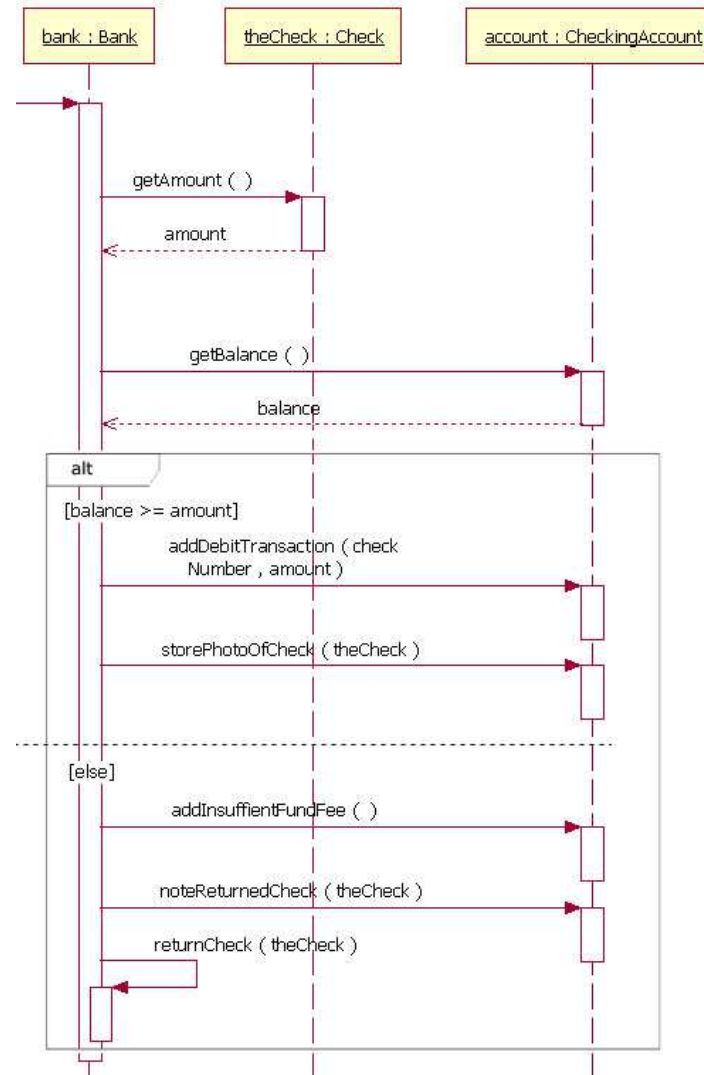 bank : Bank
theCheck : Check
account : CheckingAccount
getAmount ( )
amount
getBalance ( )
balance
alt
[balance >= amount]
addDebitTransaction ( check
Number , amount )
storePhotoOfCheck ( theCheck )
[else]
addInsuffientFundFee ( )
noteReturnedCheck ( theCheck )
returnCheck ( theCheck )